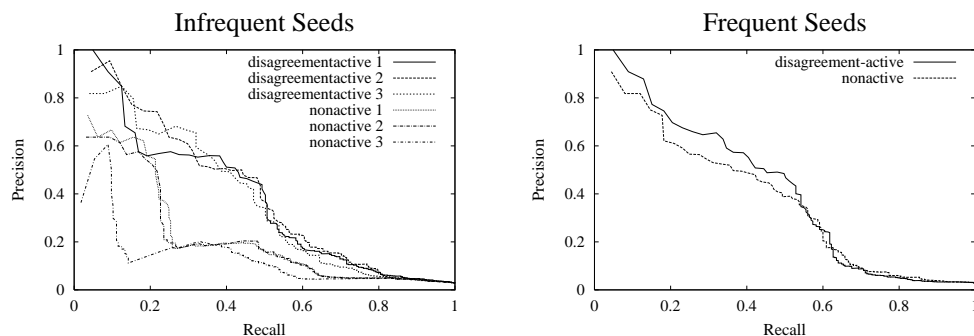 Infrequent Seeds
1
0.8
0.6
0.4
0.2
0
Precision
0 0.2 0.4 0.6 0.8 1
Recall
disagreementactive 1
disagreementactive 2
disagreementactive 3
nonactive 1
nonactive 2
nonactive 3
Frequent Seeds
1
0.8
0.6
0.4
0.2
0
Precision
0 0.2 0.4 0.6 0.8 1
Recall
disagreement-active
nonactive